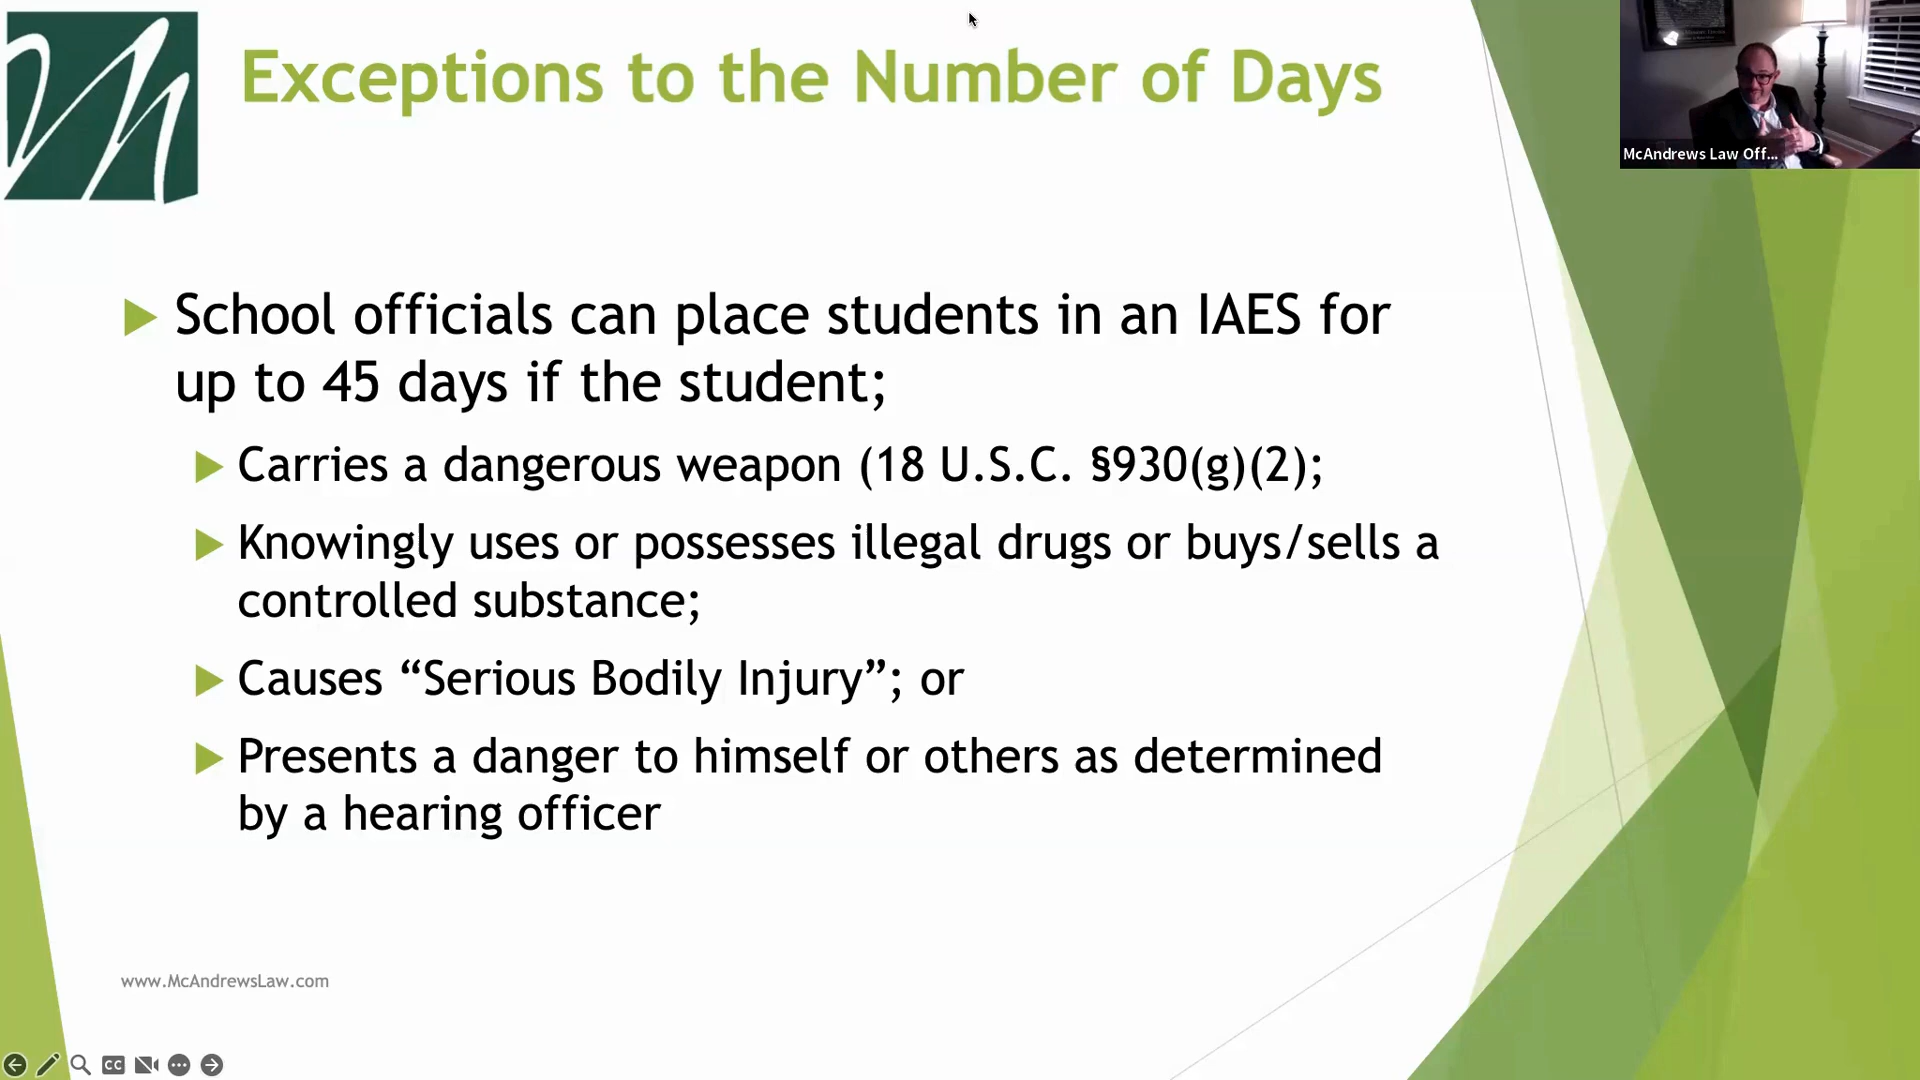 Exceptions to the Number of Days
McAndrews Law Off...
School officials can place students in an IAES for
up to 45 days if the student;
Carries a dangerous weapon (18 U.S.C. §930(g)(2);
Knowingly uses or possesses illegal drugs or buys/sells a
controlled substance;
Causes “Serious Bodily Injury”; or
Presents a danger to himself or others as determined
by a hearing officer
www.McAndrewsLaw.com
CC